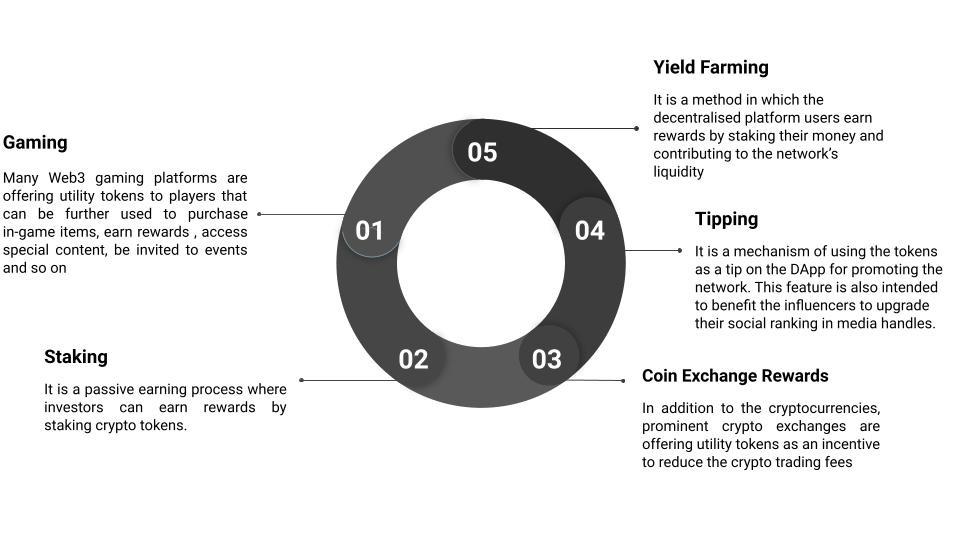 Gaming
Many Web3 gaming platforms are
offering utility tokens to players that
can be further used to purchase
in-game items, earn rewards , access
special content, be invited to events
and so on
01
Staking
It is a passive earning process where
investors can earn rewards by
staking crypto tokens.
02
Coin Exchange Rewards
In addition to the cryptocurrencies,
prominent crypto exchanges are
offering utility tokens as an incentive
to reduce the crypto trading fees
03
Tipping
It is a mechanism of using the tokens
as a tip on the DApp for promoting the
network. This feature is also intended
to benefit the influencers to upgrade
their social ranking in media handles.
04
Yield Farming
It is a method in which the
decentralised platform users earn
rewards by staking their money and
contributing to the network’s
liquidity
05